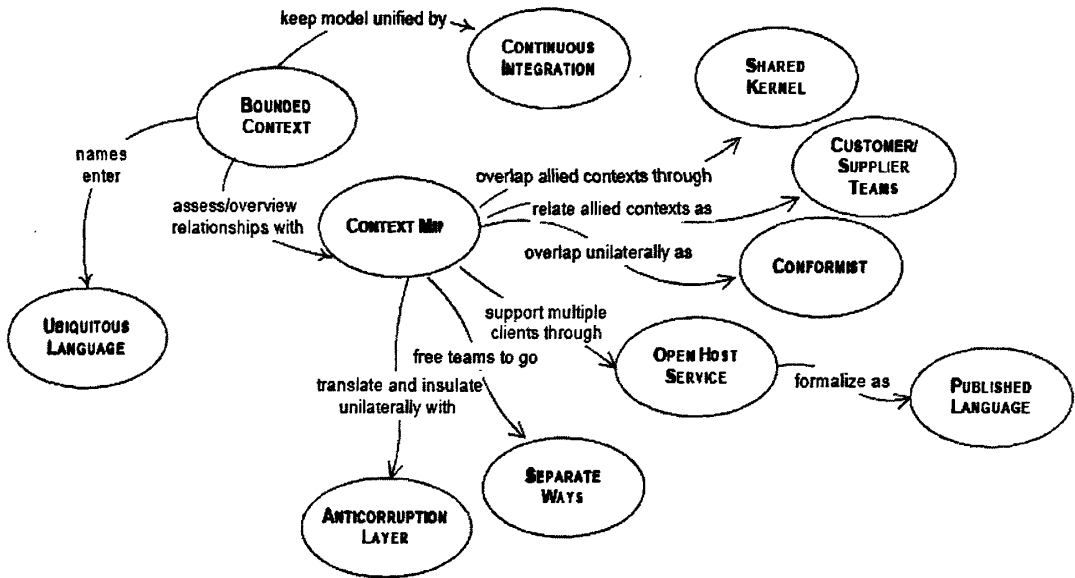 keep model unified by
CONTINUOUS
INTEGRATION
SHARED
KERNEL
BOUNDED
CONTEXT
names
enter
CUSTOMER/
SUPPLIER
TEAMS
overlap allied contexts through
assess/overview
relationships with
CONTEXT MAP
relate allied contexts as
overlap unilaterally as
CONFORMIST
UBIQUITOUS
LANGUAGE
support multiple
clients through
free teams to go
translate and insulate
unilaterally with
OPEN HOST
SERVICE
formalize as
PUBLISHED
LANGUAGE
SEPARATE
WAYS
ANTICORRUPTION
LAYER